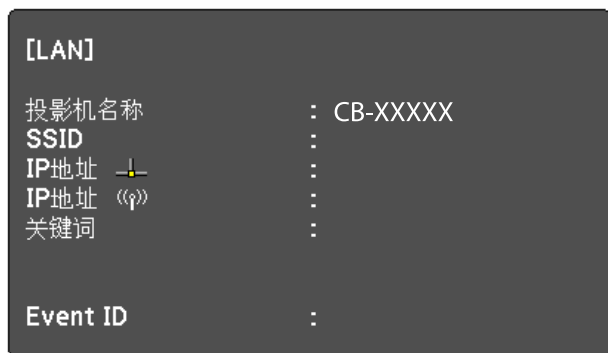 [LAN]
投影机名称 : CB-XXXXX
SSID :
IP地址 :
IP地址 :
关键词 :
Event ID :